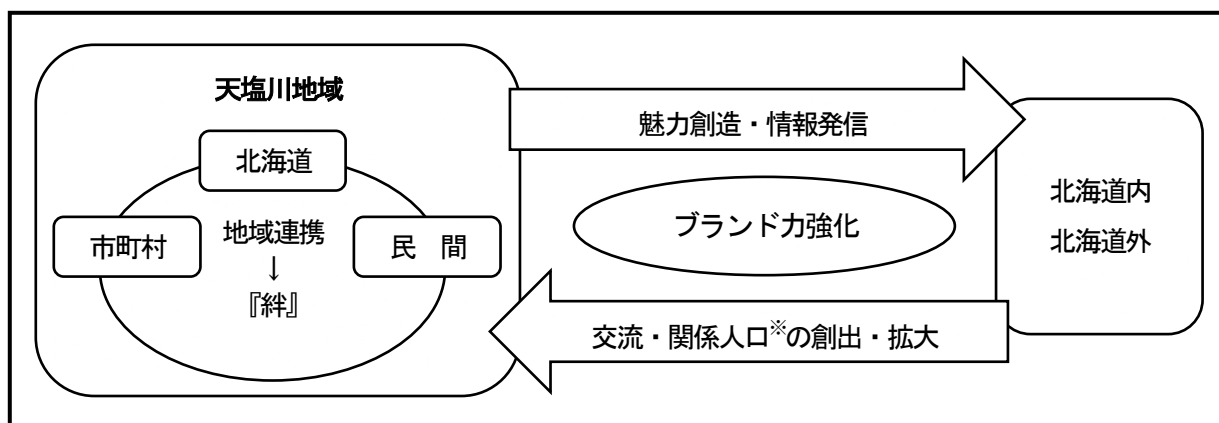 天塩川地域
北海道
市町村
地域連携
↓
『絆』
民　間
魅力創造・情報発信
ブランド力強化
交流・関係人口※の創出・拡大
北海道内
北海道外